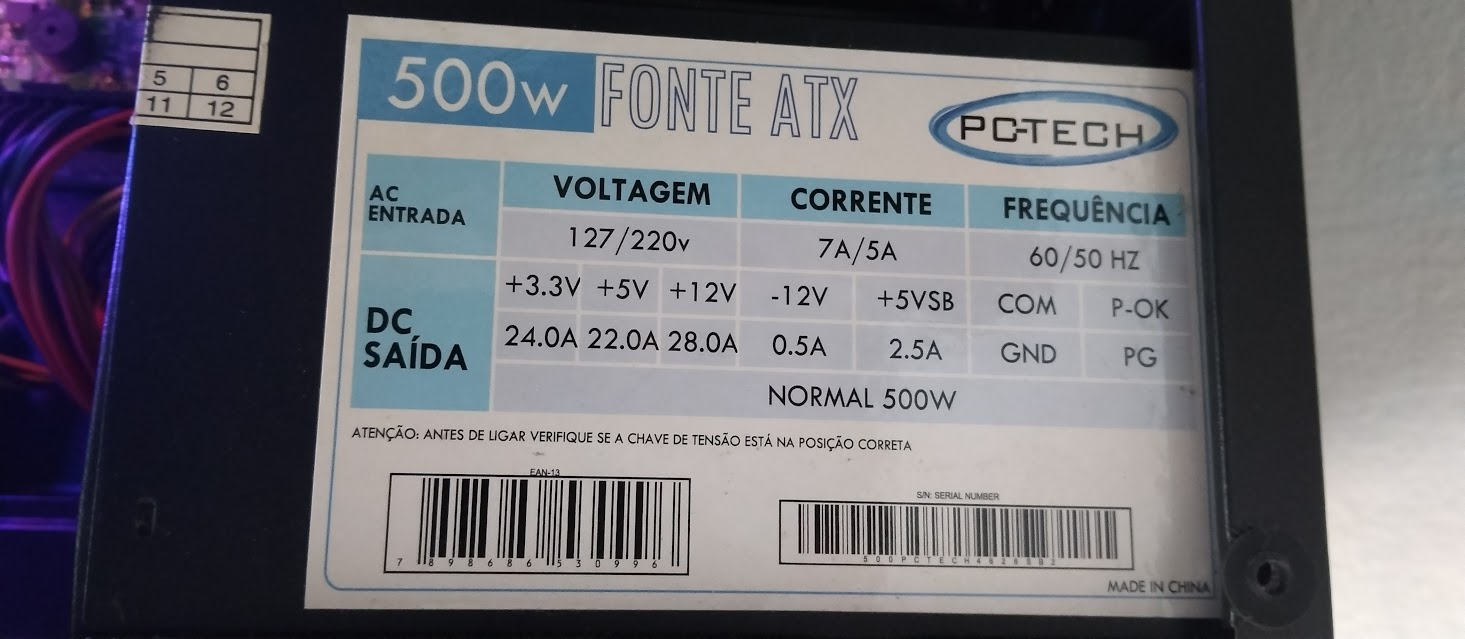 5 6
11 12
500w FONTE ATX
PC-TECH
AC ENTRADA VOLTAGEM CORRENTE FREQUÊNCIA
127/220v 7A/5A 60/50 HZ
DC SAÍDA +3.3V +5V +12V -12V +5VSB COM P-OK
24.0A 22.0A 28.0A 0.5A 2.5A GND PG
NORMAL 500W
ATENÇÃO: ANTES DE LIGAR VERIFIQUE SE A CHAVE DE TENSÃO ESTÁ NA POSIÇÃO CORRETA
EAN-13
7 898686 530996
S/N: SERIAL NUMBER
MADE IN CHINA